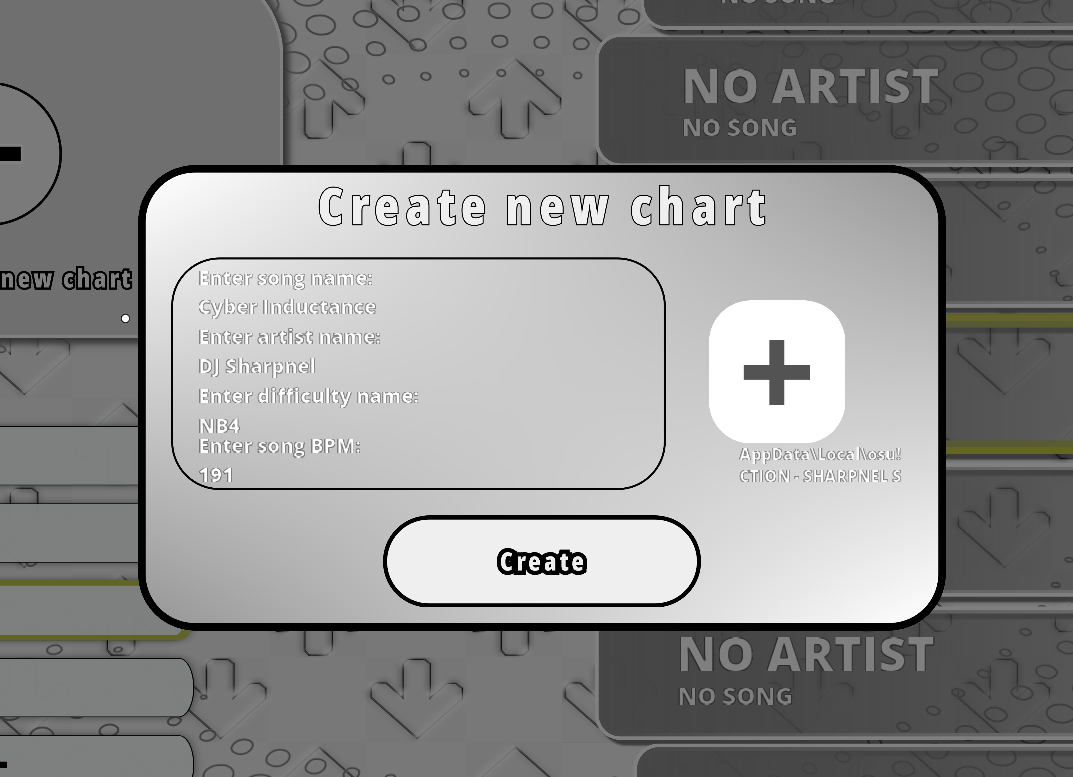 NO SONG
NO ARTIST
NO SONG
new chart
Create new chart
Enter song name:
Cyber Inductance
Enter artist name:
DJ Sharpnel
Enter difficulty name:
NB4
Enter song BPM:
191
AppData\Local\osu!
CTION - SHARPNEL S
Create
NO ARTIST
NO SONG